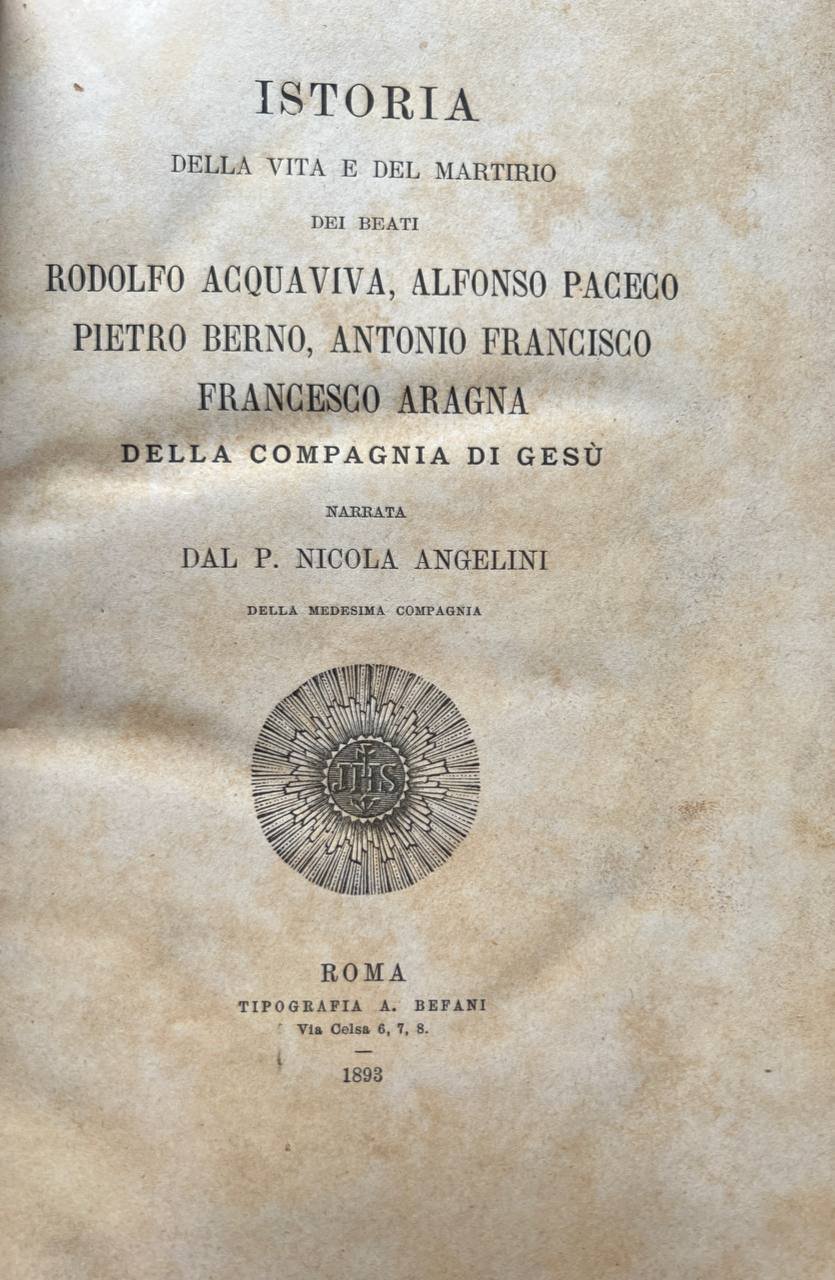 ISTORIA
DELLA VITA E DEL MARTIRIO
DEI BEATI
RODOLFO ACQUAVIVA, ALFONSO PACECO
PIETRO BERNO, ANTONIO FRANCISCO
FRANCESCO ARAGNA
DELLA COMPAGNIA DI GESÙ
NARRATA
DAL P. NICOLA ANGELINI
DELLA MEDESIMA COMPAGNIA
IHS
ROMA
TIPOGRAFIA A. BEFANI
Via Celsa 6, 7, 8.
—
1893